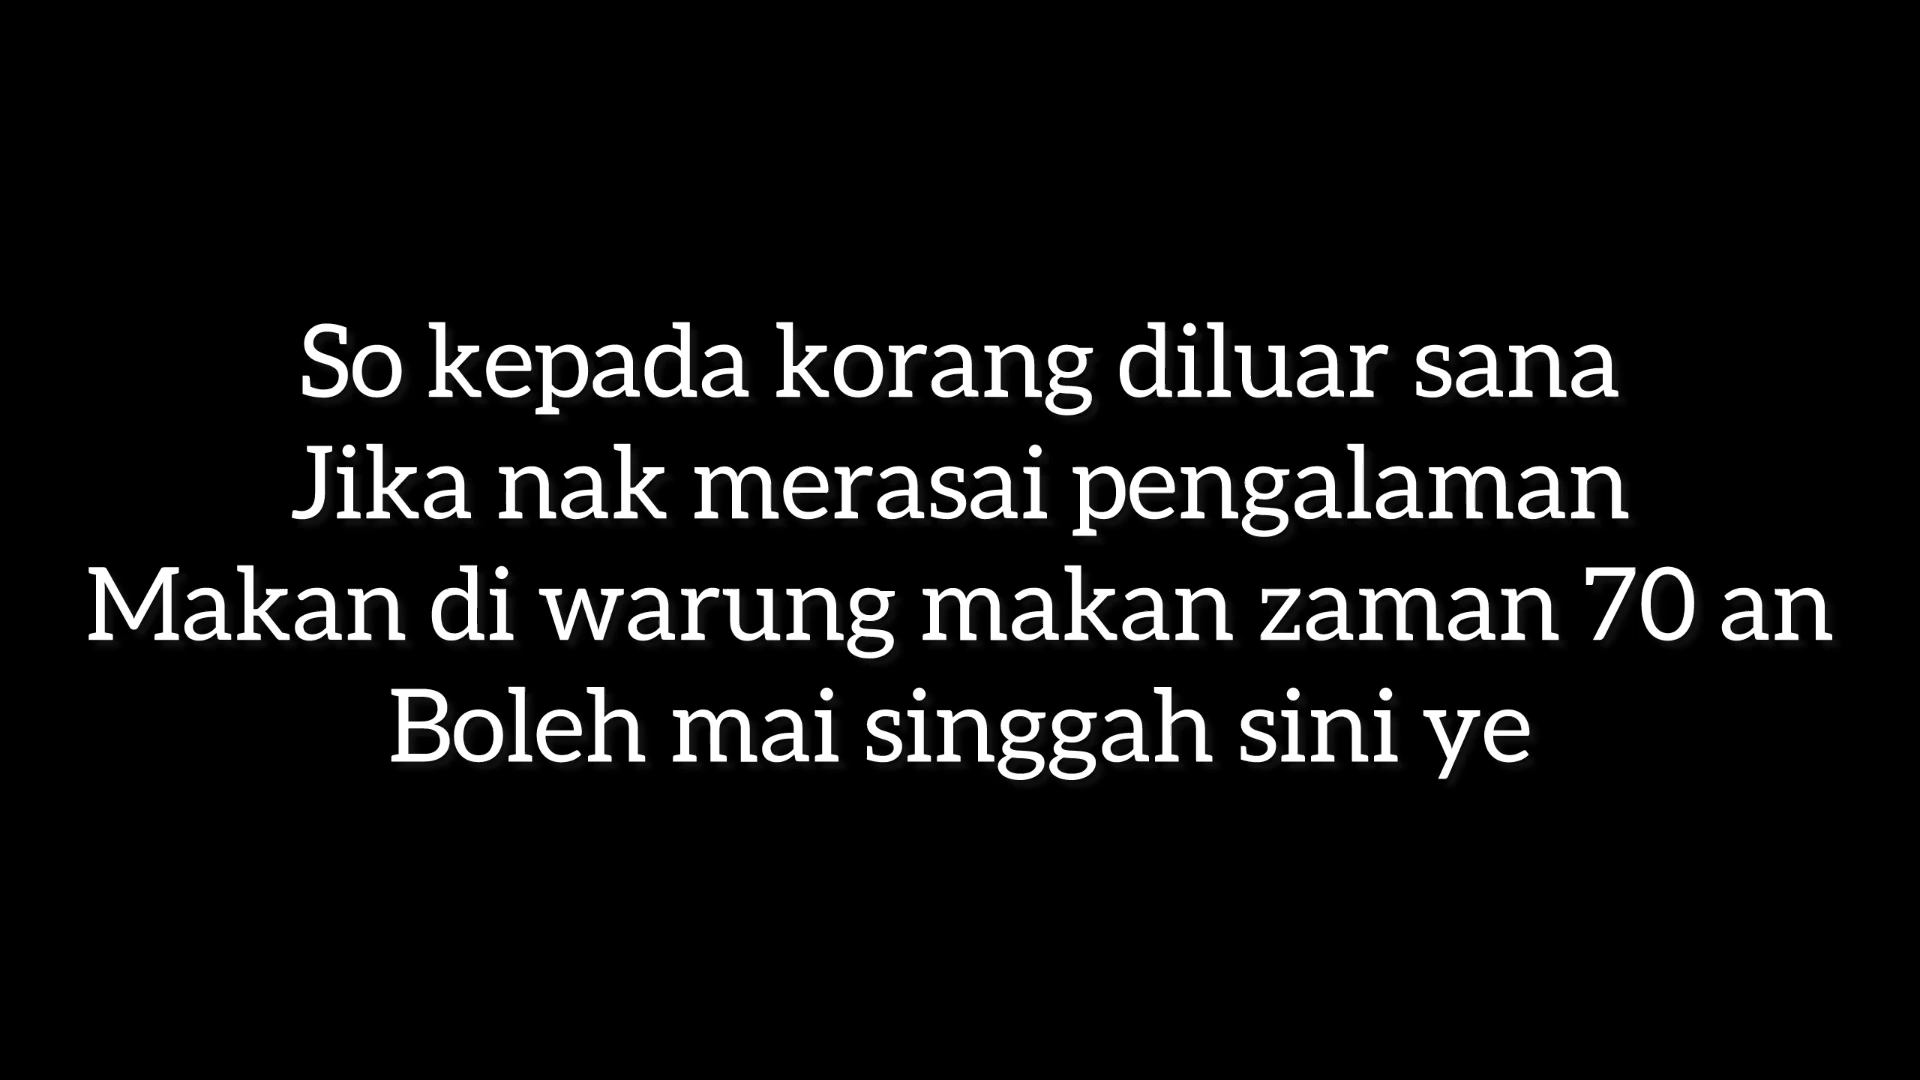 So kepada korang diluar sana
Jika nak merasai pengalaman
Makan di warung makan zaman 70 an
Boleh mai singgah sini ye